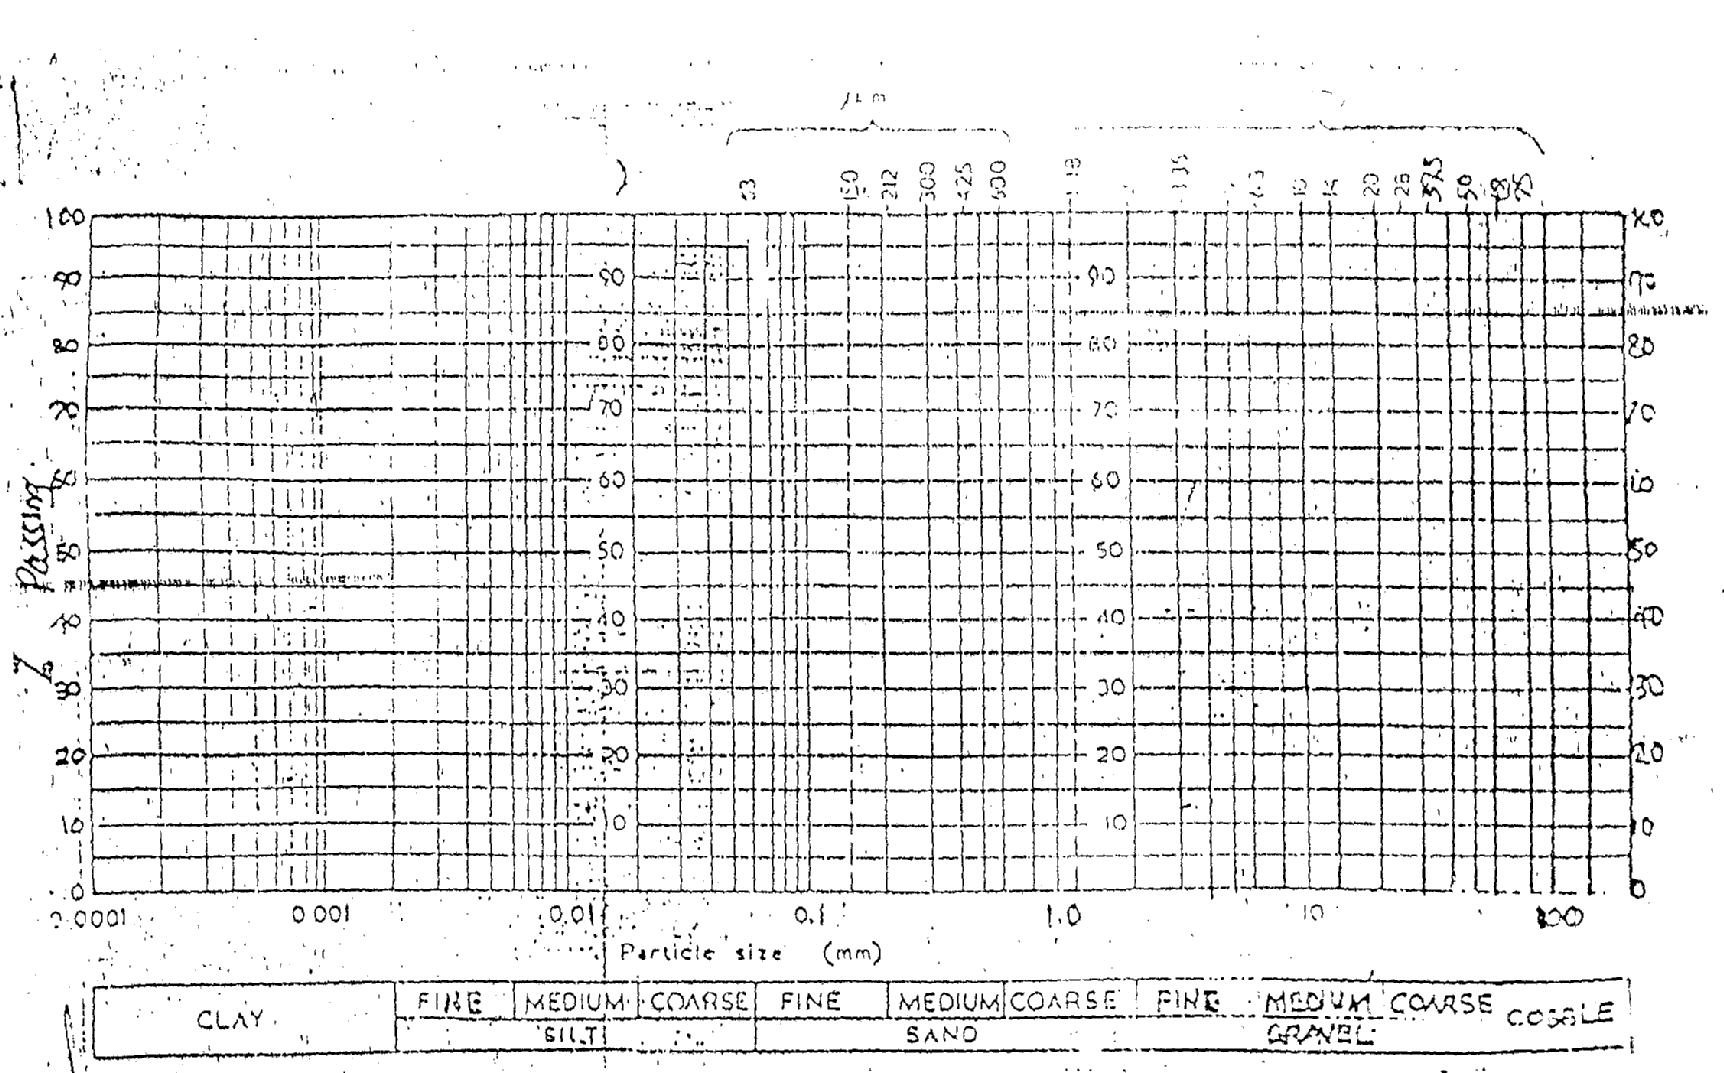 μm
63 150 212 300 425 600 1.18 3.35 6.3 10 14 20 28 37.5 50 63 75
100 100
90 90 90 90
80 80 80 80
70 70 70 70
60 60 60 60
50 50 50 50
40 40 40 40
30 30 30 30
20 20 20 20
10 10 10 10
0 0
% Passing
0.0001 0.001 0.01 0.1 1.0 10 100
Particle size (mm)
CLAY FINE MEDIUM COARSE FINE MEDIUM COARSE FINE MEDIUM COARSE COBBLE
SILT SAND GRAVEL